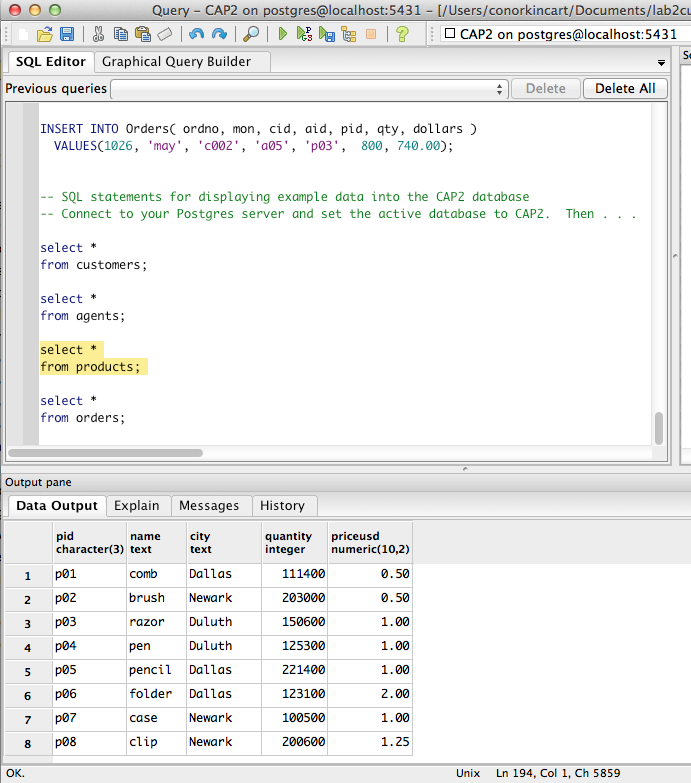 Query - CAP2 on postgres@localhost:5431 - [/Users/conorkincart/Documents/lab2cu
CAP2 on postgres@localhost:5431
SQL Editor Graphical Query Builder
Previous queries Delete Delete All
INSERT INTO Orders( ordno, mon, cid, aid, pid, qty, dollars )
VALUES(1026, 'may', 'c002', 'a05', 'p03', 800, 740.00);
-- SQL statements for displaying example data into the CAP2 database
-- Connect to your Postgres server and set the active database to CAP2. Then . . .
select *
from customers;
select *
from agents;
select *
from products;
select *
from orders;
Output pane
Data Output Explain Messages History
pid name city quantity priceusd
character(3) text text integer numeric(10,2)
1 p01 comb Dallas 111400 0.50
2 p02 brush Newark 203000 0.50
3 p03 razor Duluth 150600 1.00
4 p04 pen Duluth 125300 1.00
5 p05 pencil Dallas 221400 1.00
6 p06 folder Dallas 123100 2.00
7 p07 case Newark 100500 1.00
8 p08 clip Newark 200600 1.25
OK. Unix Ln 194, Col 1, Ch 5859